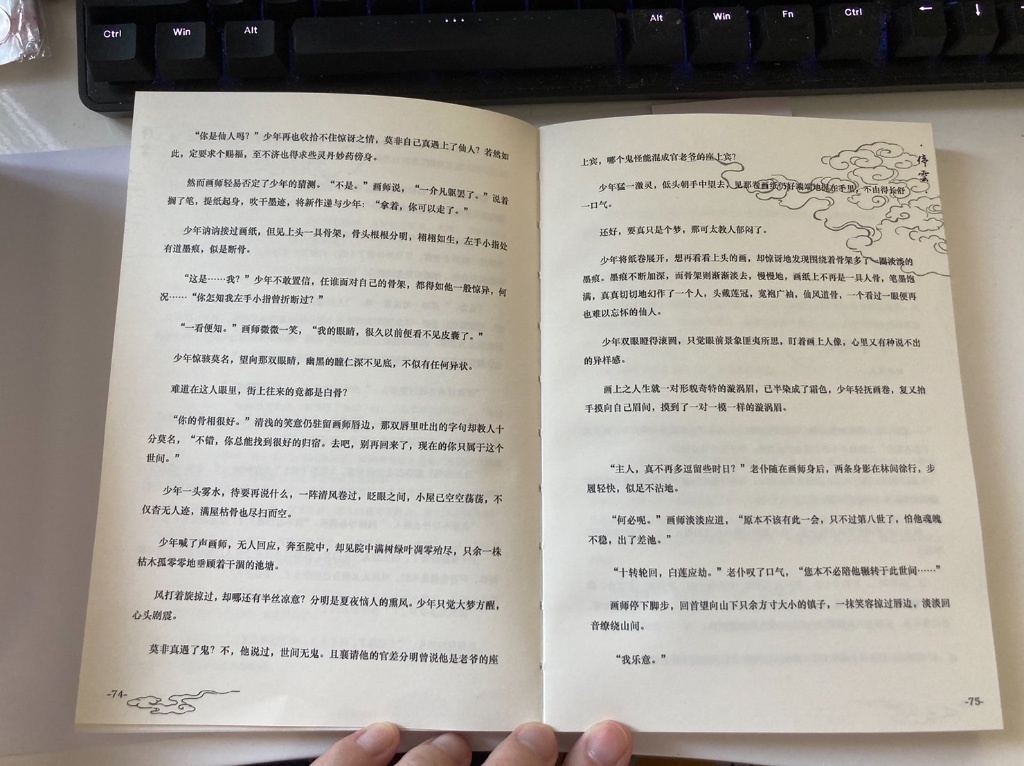 Ctrl
Win
Alt
Alt
Win
Fn
Ctrl
←
↓
“你是仙人吗？”少年再也收拾不住惊讶之情，莫非自己真遇上了仙人？若然如
此，定要求个赐福，至不济也得求些灵丹妙药傍身。
然而画师轻易否定了少年的猜测。“不是。”画师说，“一介凡躯罢了。”说着
搁了笔，提纸起身，吹干墨迹，将新作递与少年：“拿着，你可以走了。”
少年讷讷接过画纸，但见上头一具骨架，骨头根根分明，栩栩如生，左手小指处
有道墨痕，似是断骨。
“这是……我？”少年不敢置信，任谁面对自己的骨架，都得如他一般惊异，何
况……“你怎知我左手小指曾折断过？”
“一看便知。”画师微微一笑，“我的眼睛，很久以前便看不见皮囊了。”
少年惊骇莫名，望向那双眼睛，幽黑的瞳仁深不见底，不似有任何异状。
难道在这人眼里，街上往来的竟都是白骨？
“你的骨相很好。”清浅的笑意仍驻留画师唇边，那双唇里吐出的字句却教人十
分莫名，“不错，你总能找到很好的归宿。去吧，别再回来了，现在的你只属于这个
世间。”
少年一头雾水，待要再说什么，一阵清风卷过，眨眼之间，小屋已空空荡荡，不
仅杳无人迹，满屋枯骨也尽扫而空。
少年喊了声画师，无人回应，奔至院中，却见院中满树绿叶凋零殆尽，只余一株
枯木孤零零地垂顾着干涸的池塘。
风打着旋掠过，却哪还有半丝凉意？分明是夏夜恼人的熏风。少年只觉大梦方醒，
心头剧震。
莫非真遇了鬼？不，他说过，世间无鬼。且襄请他的官差分明曾说他是老爷的座
-74-
停云
上宾，哪个鬼怪能混成官老爷的座上宾？
少年猛一激灵，低头朝手中望去，见那卷画纸仍好端端地握在手里，不由得长舒
一口气。
还好，要真只是个梦，那可太教人郁闷了。
少年将纸卷展开，想再看看上头的画，却惊讶地发现围绕着骨架多了一圈淡淡的
墨痕。墨痕不断加深，而骨架则渐渐淡去，慢慢地，画纸上不再是一具人骨，笔墨饱
满，真真切切地幻作了一个人，头戴莲冠，宽袍广袖，仙风道骨，一个看过一眼便再
也难以忘怀的仙人。
少年双眼瞪得滚圆，只觉眼前景象匪夷所思，盯着画上人像，心里又有种说不出
的异样感。
画上之人生就一对形貌奇特的漩涡眉，已半染成了霜色，少年轻抚画卷，复又抬
手摸向自己眉间，摸到了一对一模一样的漩涡眉。
“主人，真不再多逗留些时日？”老仆随在画师身后，两条身影在林间徐行，步
履轻快，似足不沾地。
“何必呢。”画师淡淡应道，“原本不该有此一会，只不过第八世了，怕他魂魄
不稳，出了差池。”
“十转轮回，白莲应劫。”老仆叹了口气，“您本不必陪他辗转于此世间……”
画师停下脚步，回首望向山下只余方寸大小的镇子，一抹笑容掠过唇边，淡淡回
音缭绕山间。
“我乐意。”
-75-